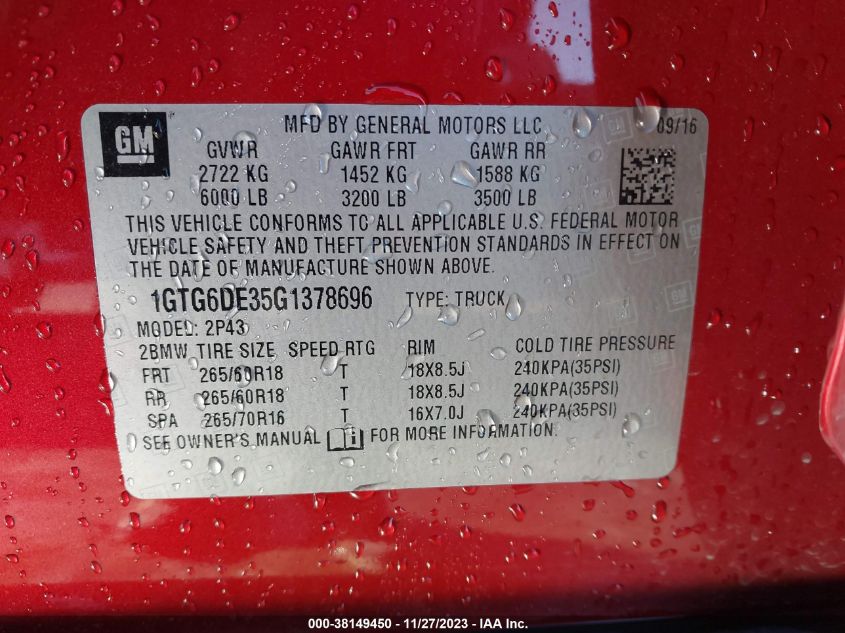 GM
MFD BY GENERAL MOTORS LLC
09/16
GVWR GAWR FRT GAWR RR
2722 KG 1452 KG 1588 KG
6000 LB 3200 LB 3500 LB
THIS VEHICLE CONFORMS TO ALL APPLICABLE U.S. FEDERAL MOTOR
VEHICLE SAFETY AND THEFT PREVENTION STANDARDS IN EFFECT ON
THE DATE OF MANUFACTURE SHOWN ABOVE.
1GTG6DE35G1378696 TYPE: TRUCK
MODEL: 2P43
2BMW TIRE SIZE SPEED RTG RIM COLD TIRE PRESSURE
FRT 265/60R18 T 18X8.5J 240KPA(35PSI)
RR 265/60R18 T 18X8.5J 240KPA(35PSI)
SPA 265/70R16 T 16X7.0J 240KPA(35PSI)
SEE OWNER'S MANUAL FOR MORE INFORMATION.
000-38149450 - 11/27/2023 - IAA Inc.